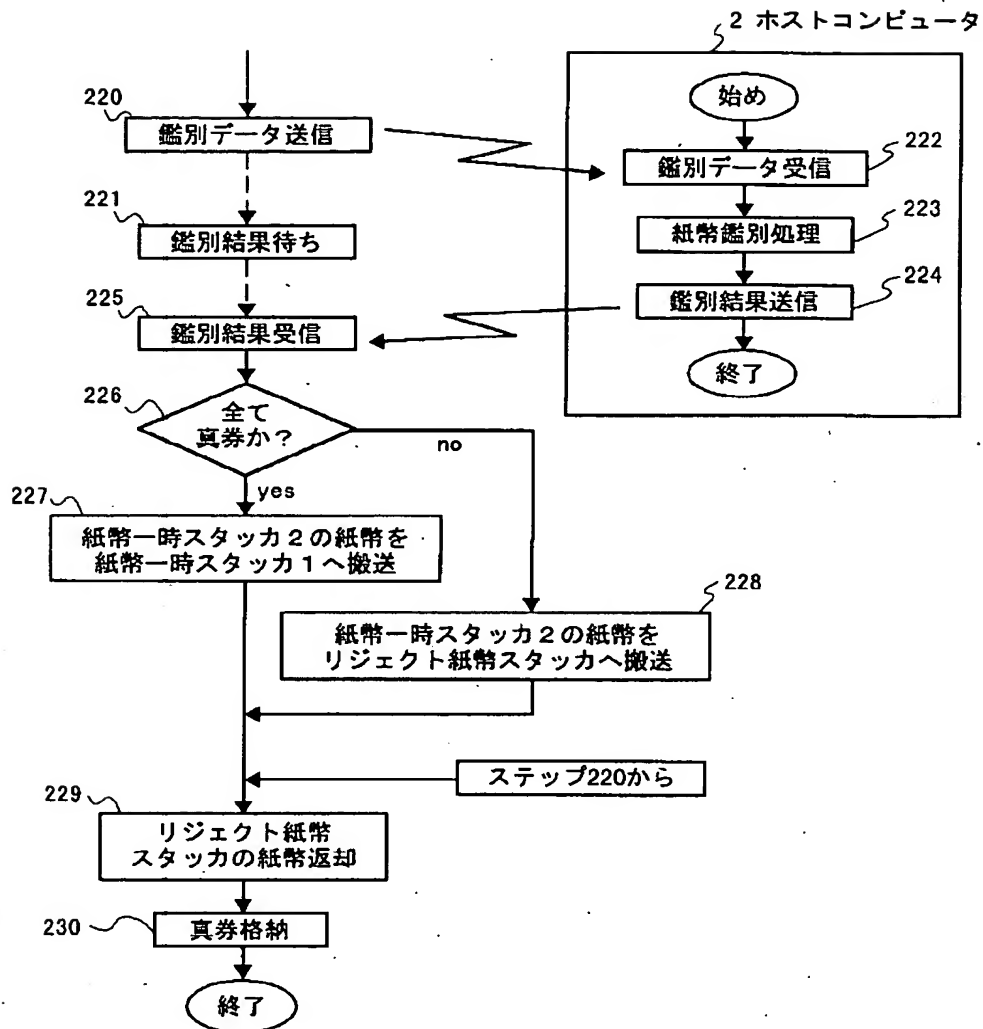 2 ホストコンピュータ
始め
220
鑑別データ送信
鑑別データ受信
222
221
鑑別結果待ち
紙幣鑑別処理
223
225
鑑別結果受信
鑑別結果送信
224
終了
226
全て
真券か？
no
yes
227
紙幣一時スタッカ２の紙幣を
紙幣一時スタッカ１へ搬送
228
紙幣一時スタッカ２の紙幣を
リジェクト紙幣スタッカへ搬送
ステップ220から
229
リジェクト紙幣
スタッカの紙幣返却
230
真券格納
終了